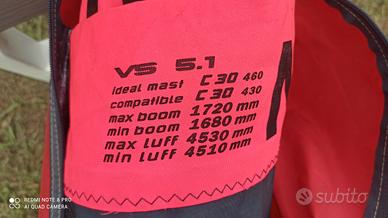 VS 5.1
ideal mast C 30 460
compatible C 30 430
max boom 1720 mm
min boom 1680 mm
max luff 4530 mm
min luff 4510 mm
REDMI NOTE 8 PRO
AI QUAD CAMERA
subito